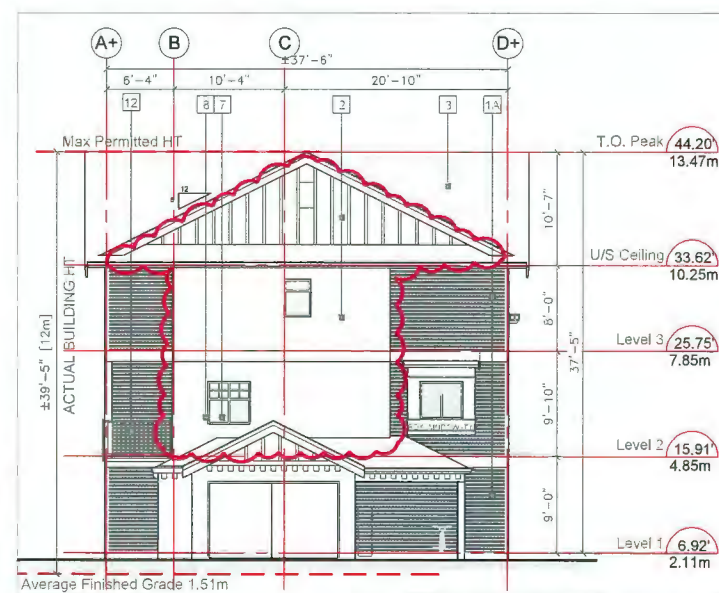 A+ B C D+
±37'-6"
6'-4" 10'-4" 20'-10"
12 8 7 2 3 1A
Max Permitted HT
T.O. Peak 44.20'
13.47m
12
10'-7"
U/S Ceiling 33.62'
10.25m
8'-0"
Level 3 25.75'
7.85m
±39'-5" [12m]
ACTUAL BUILDING HT
37'-5"
9'-10"
Level 2 15.91'
4.85m
9'-0"
Level 1 6.92'
2.11m
Average Finished Grade 1.51m